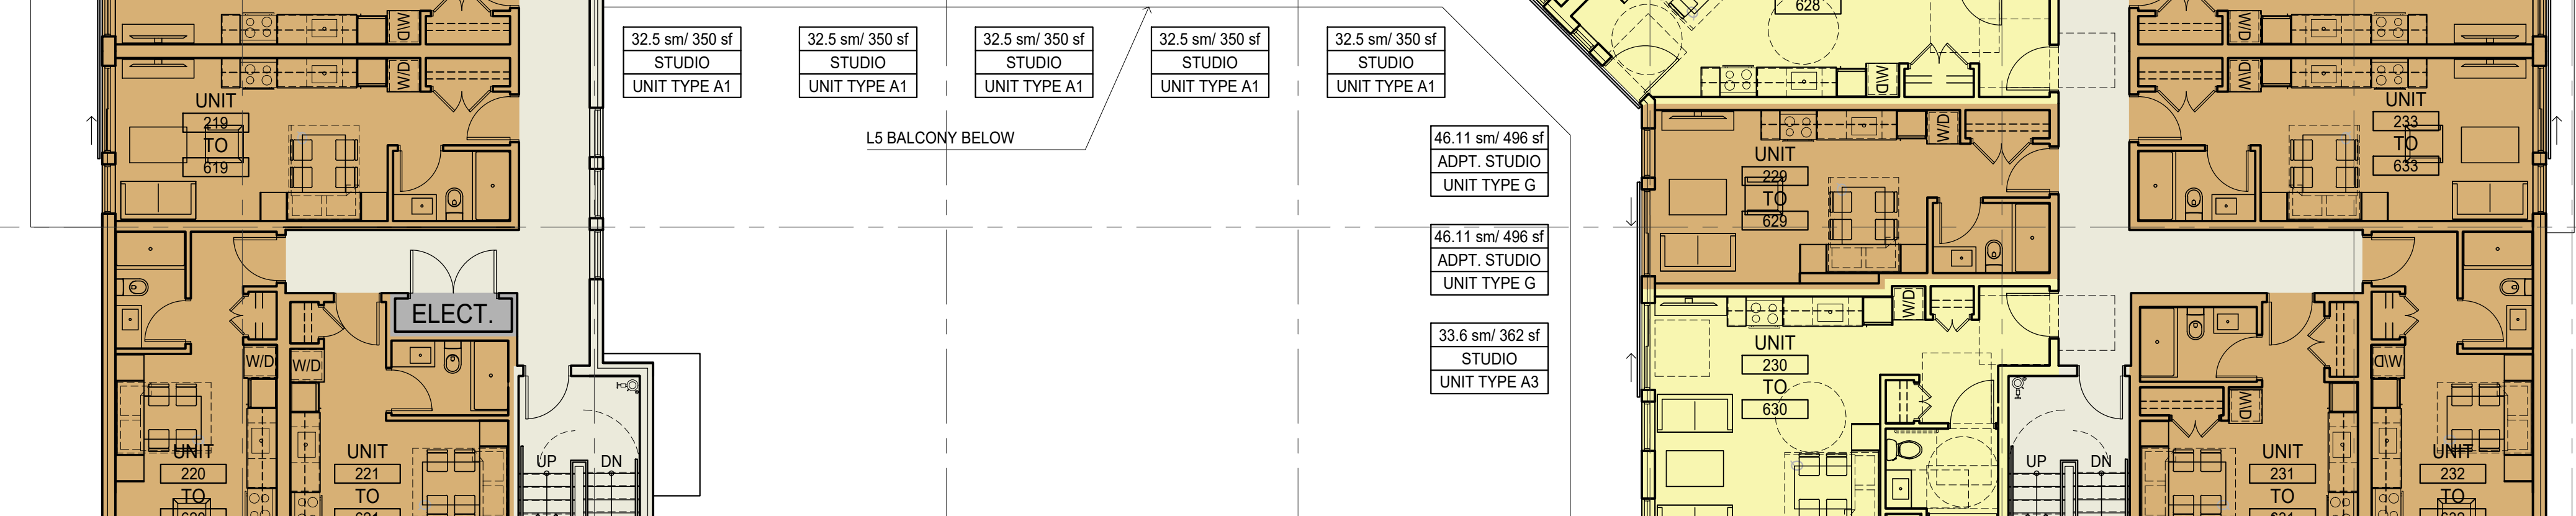 628
W/D
W/D
32.5 sm/ 350 sf
STUDIO
UNIT TYPE A1
32.5 sm/ 350 sf
STUDIO
UNIT TYPE A1
32.5 sm/ 350 sf
STUDIO
UNIT TYPE A1
32.5 sm/ 350 sf
STUDIO
UNIT TYPE A1
32.5 sm/ 350 sf
STUDIO
UNIT TYPE A1
W/D
W/D
W/D
W/D
UNIT
219
TO
619
L5 BALCONY BELOW
46.11 sm/ 496 sf
ADPT. STUDIO
UNIT TYPE G
UNIT
229
TO
629
UNIT
233
TO
633
46.11 sm/ 496 sf
ADPT. STUDIO
UNIT TYPE G
ELECT.
W/D
33.6 sm/ 362 sf
STUDIO
UNIT TYPE A3
W/D
W/D
UNIT
230
TO
630
W/D
W/D
UNIT
220
TO
UNIT
221
TO
UP
DN
UP
DN
UNIT
231
TO
UNIT
232
TO